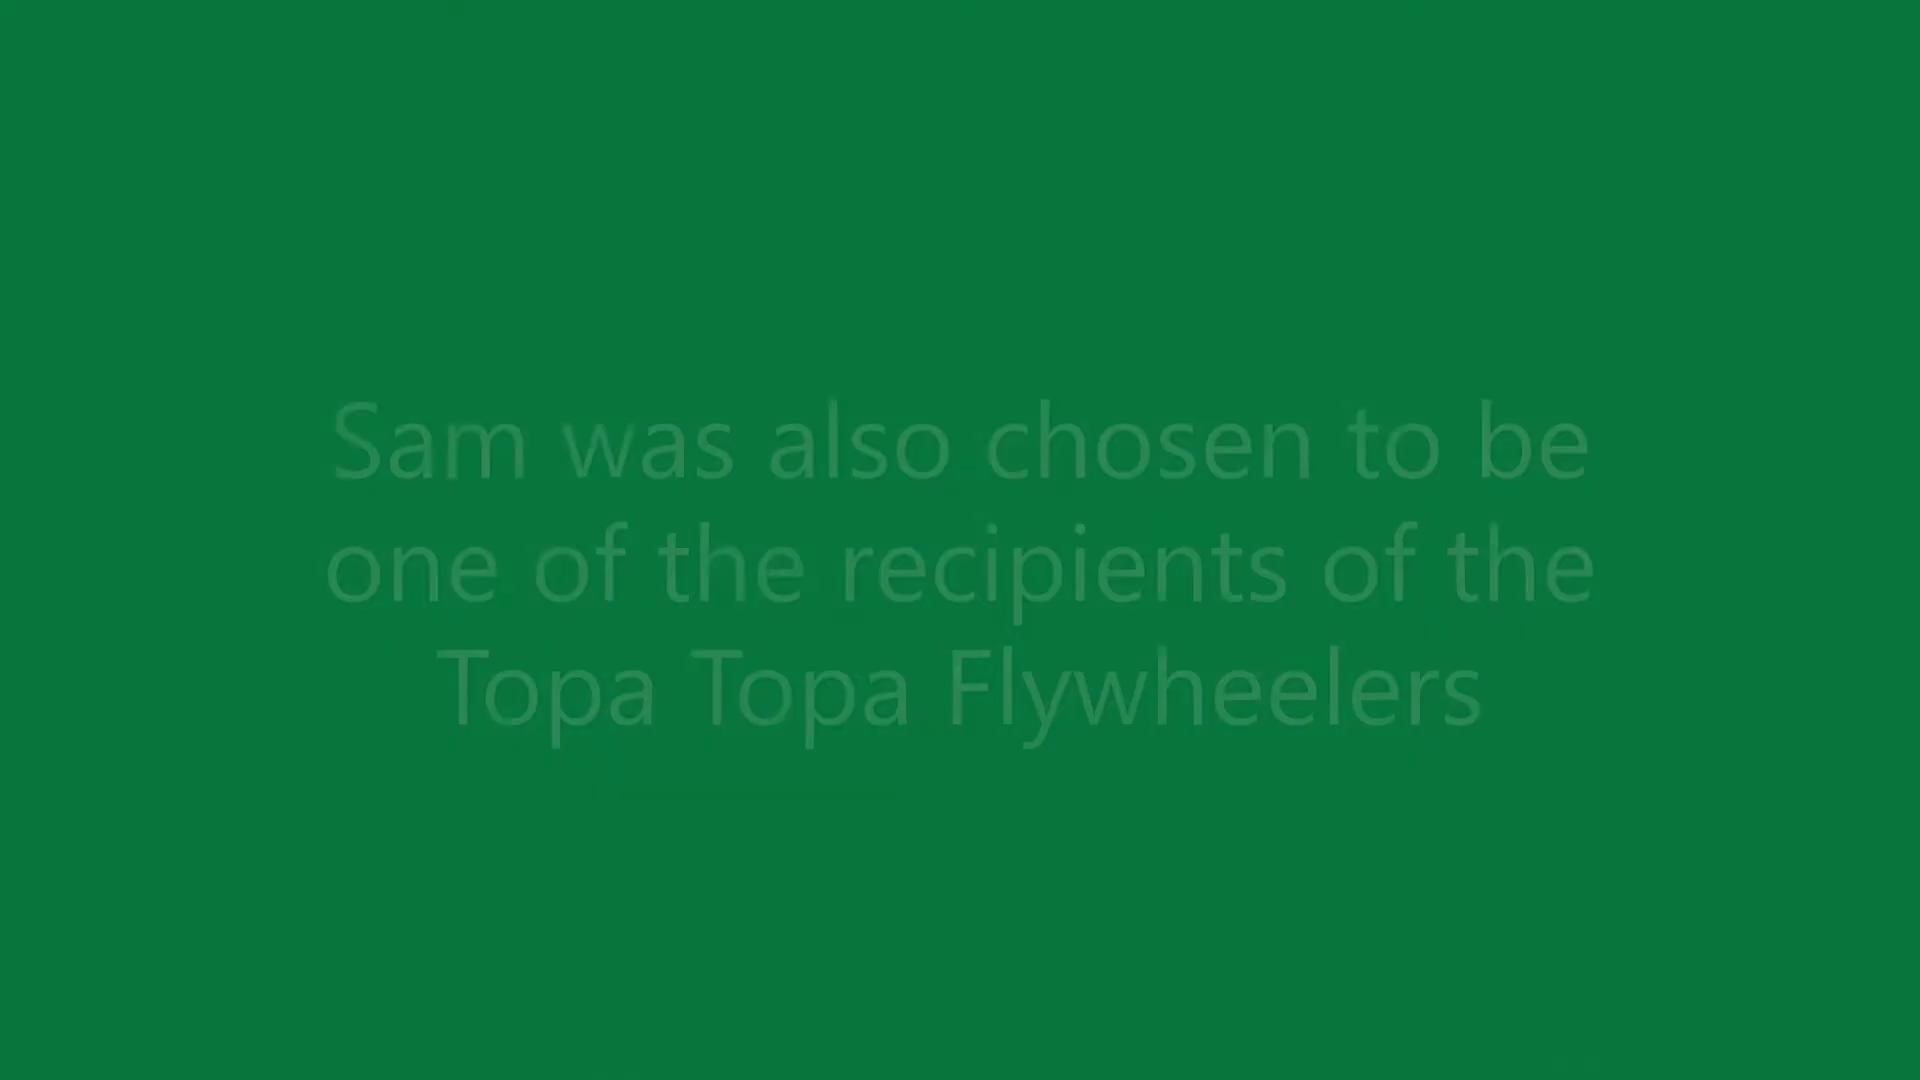 Sam was also chosen to be
one of the recipients of the
Topa Topa Flywheelers